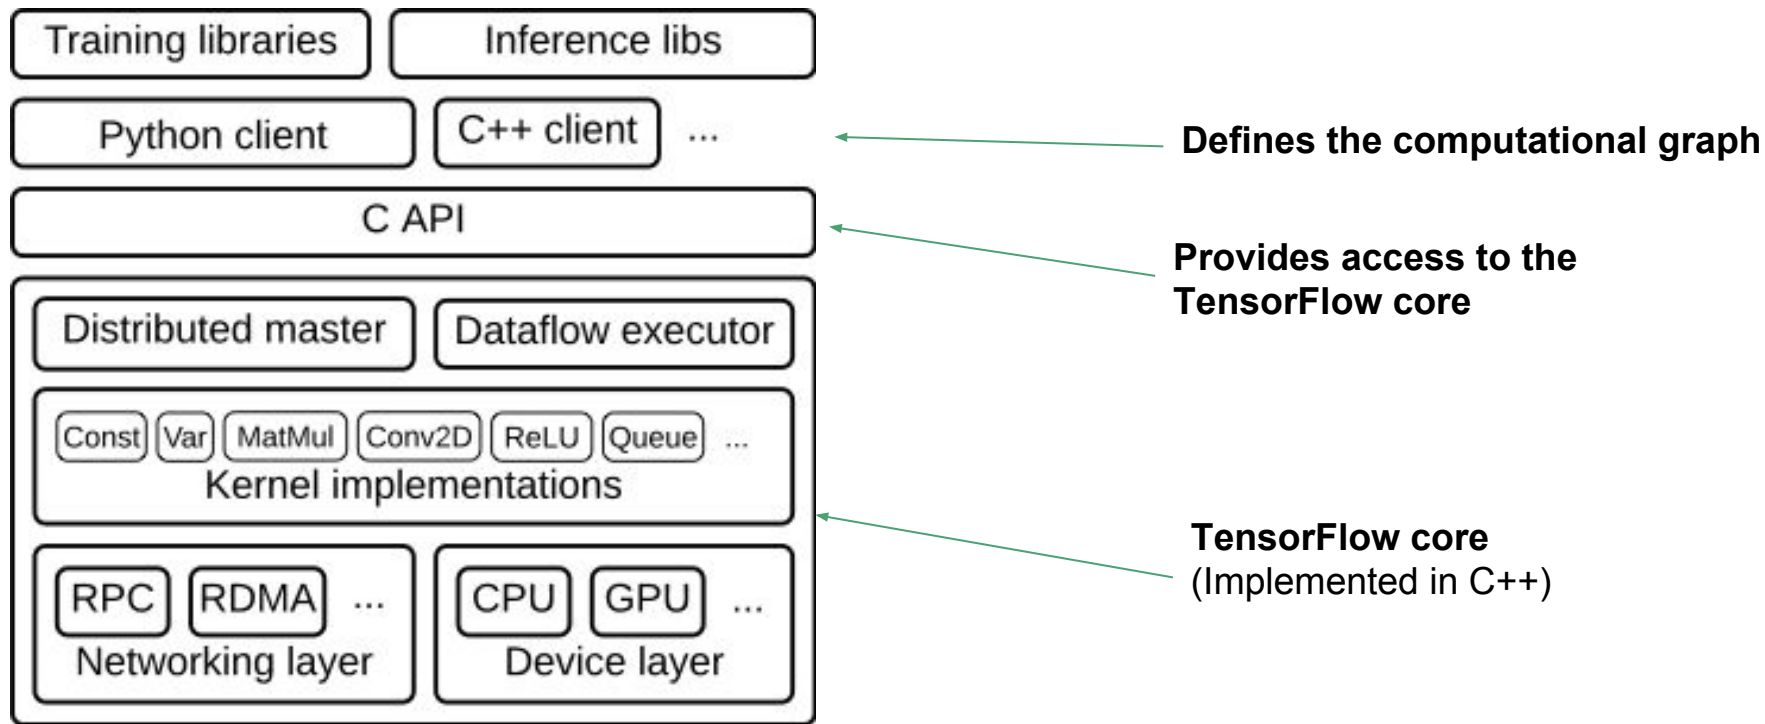 Training libraries
Inference libs
Python client
C++ client
...
Defines the computational graph
C API
Provides access to the
TensorFlow core
Distributed master
Dataflow executor
Const
Var
MatMul
Conv2D
ReLU
Queue
...
Kernel implementations
TensorFlow core
(Implemented in C++)
RPC
RDMA
...
Networking layer
CPU
GPU
...
Device layer